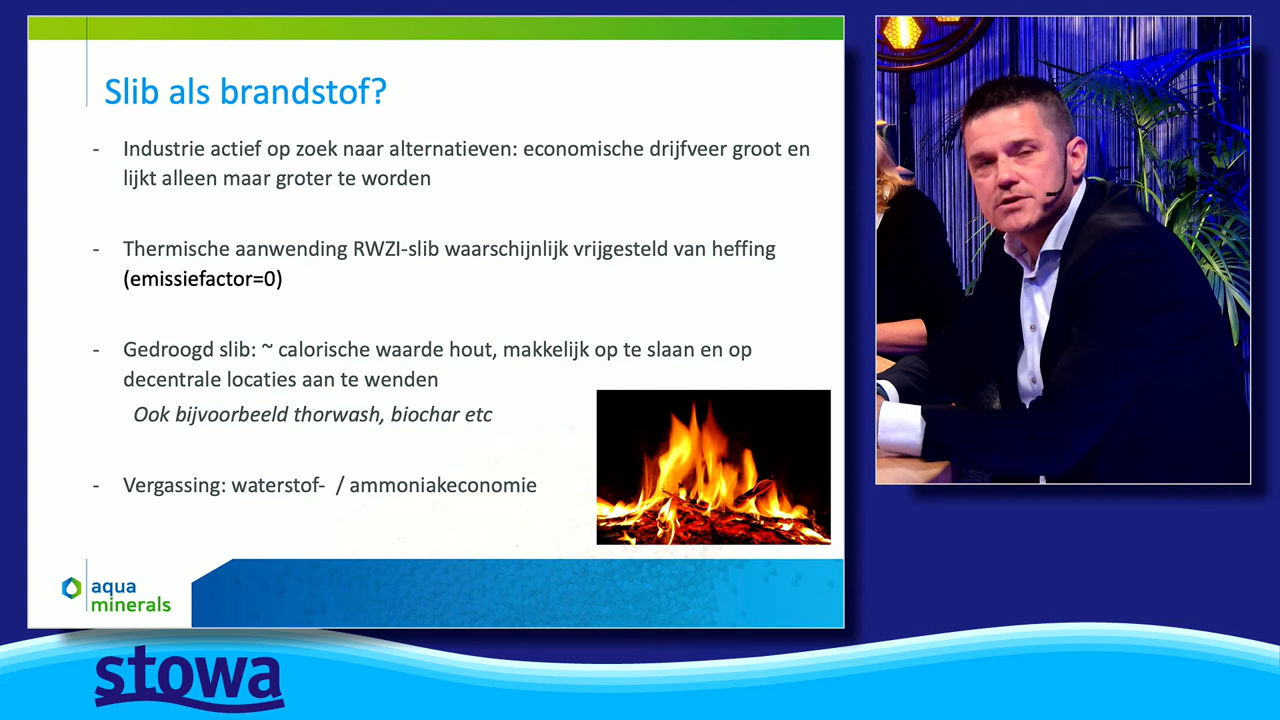 Slib als brandstof?
- Industrie actief op zoek naar alternatieven: economische drijfveer groot en
lijkt alleen maar groter te worden
- Thermische aanwending RWZI-slib waarschijnlijk vrijgesteld van heffing
(emissiefactor=0)
- Gedroogd slib: ~ calorische waarde hout, makkelijk op te slaan en op
decentrale locaties aan te wenden
Ook bijvoorbeeld thorwash, biochar etc
- Vergassing: waterstof- / ammoniakeconomie
aqua
minerals
stowa